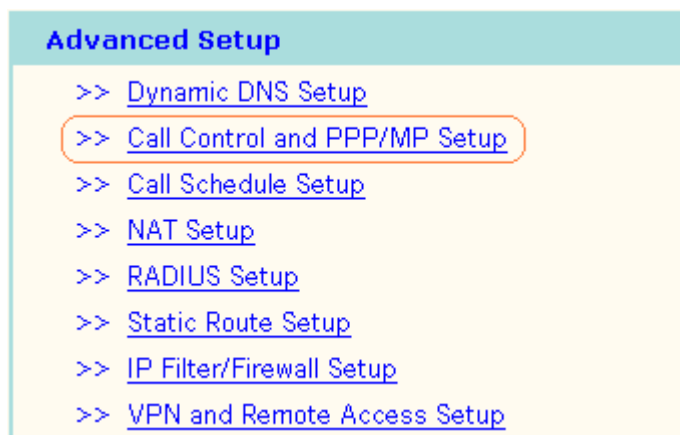 Advanced Setup
>> Dynamic DNS Setup
>> Call Control and PPP/MP Setup
>> Call Schedule Setup
>> NAT Setup
>> RADIUS Setup
>> Static Route Setup
>> IP Filter/Firewall Setup
>> VPN and Remote Access Setup